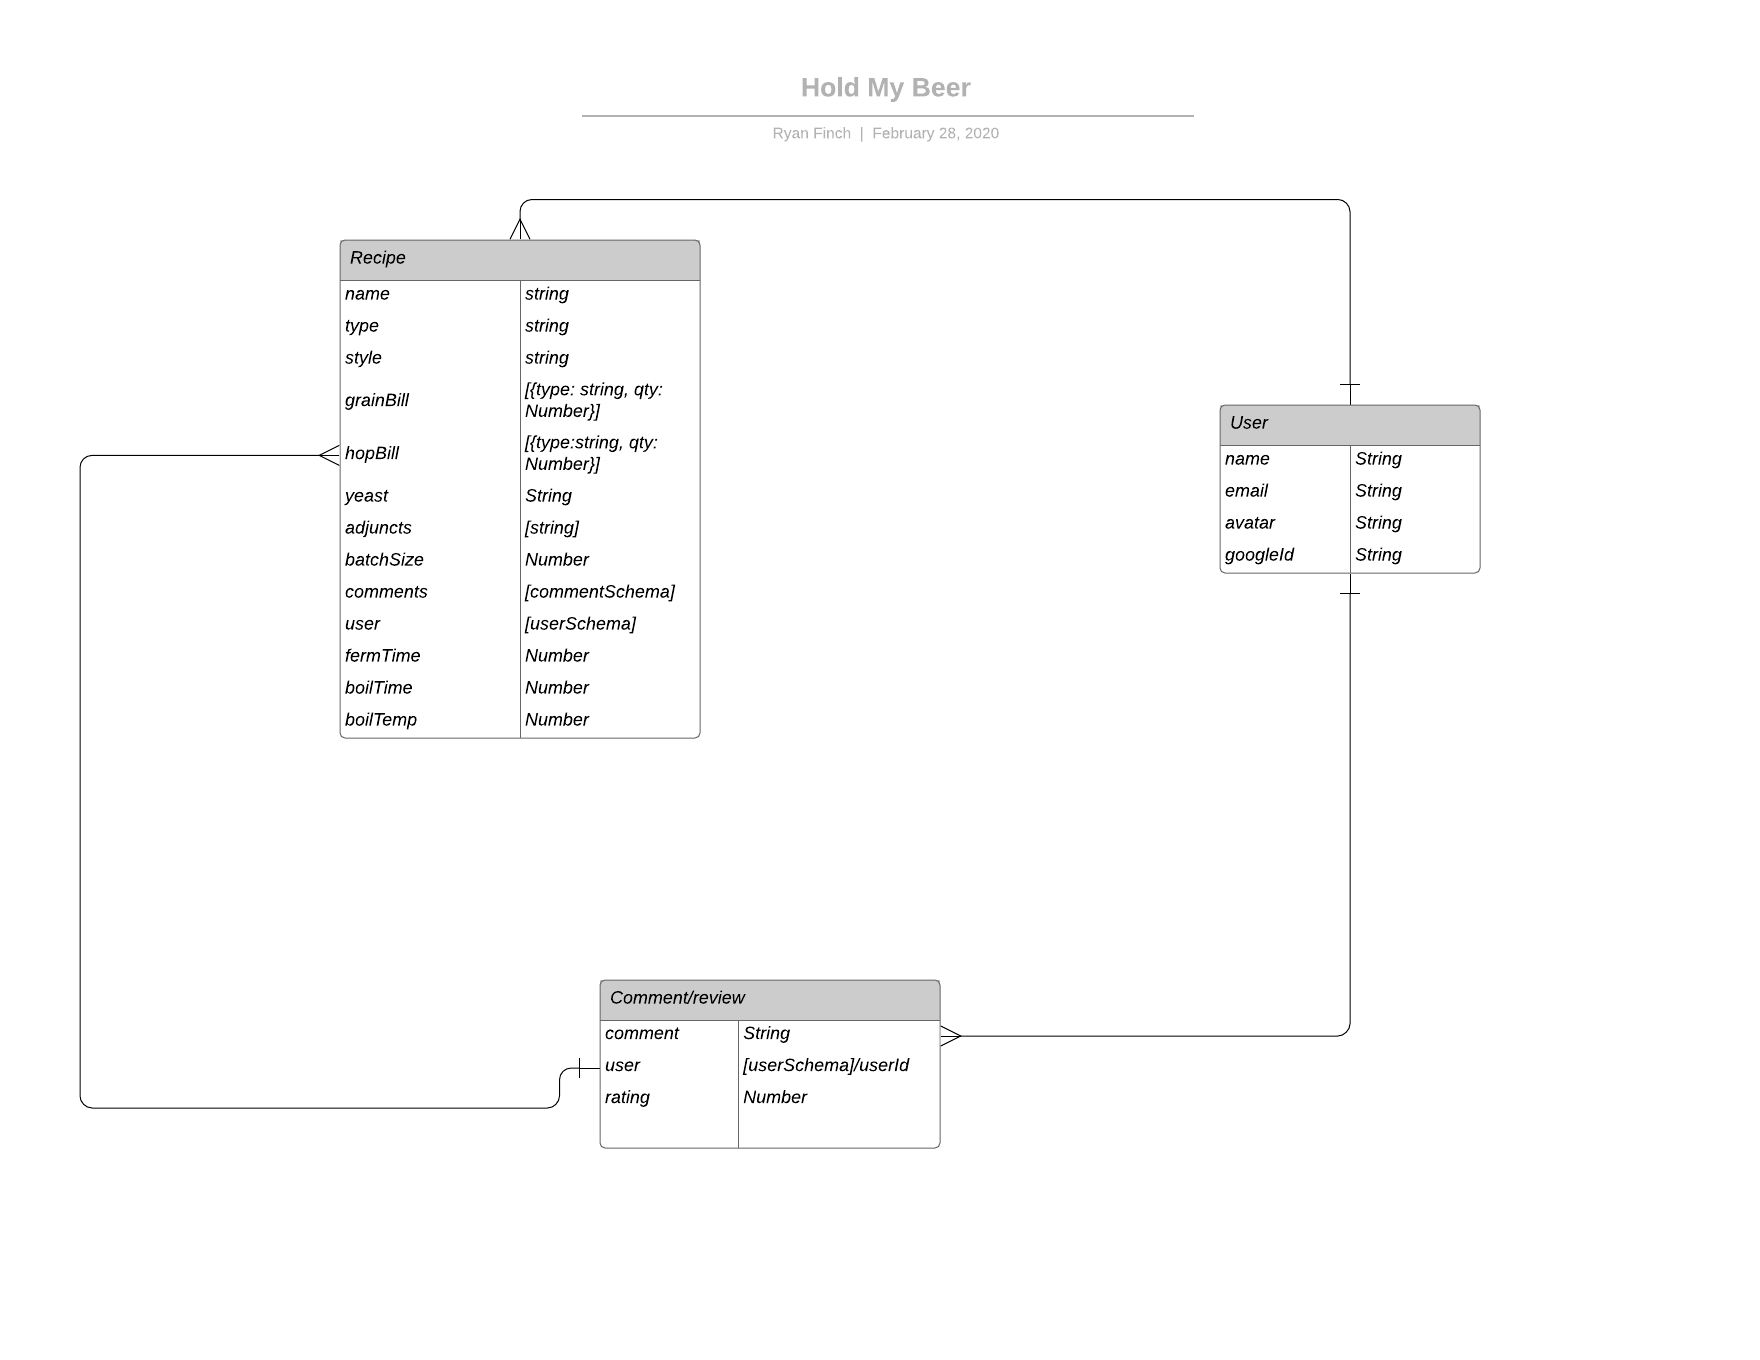 Hold My Beer
Ryan Finch | February 28, 2020
Recipe
name string
type string
style string
grainBill [{type: string, qty:
Number}]
hopBill [{type:string, qty:
Number}]
yeast String
adjuncts [string]
batchSize Number
comments [commentSchema]
user [userSchema]
fermTime Number
boilTime Number
boilTemp Number
User
name String
email String
avatar String
googleId String
Comment/review
comment String
user [userSchema]/userId
rating Number